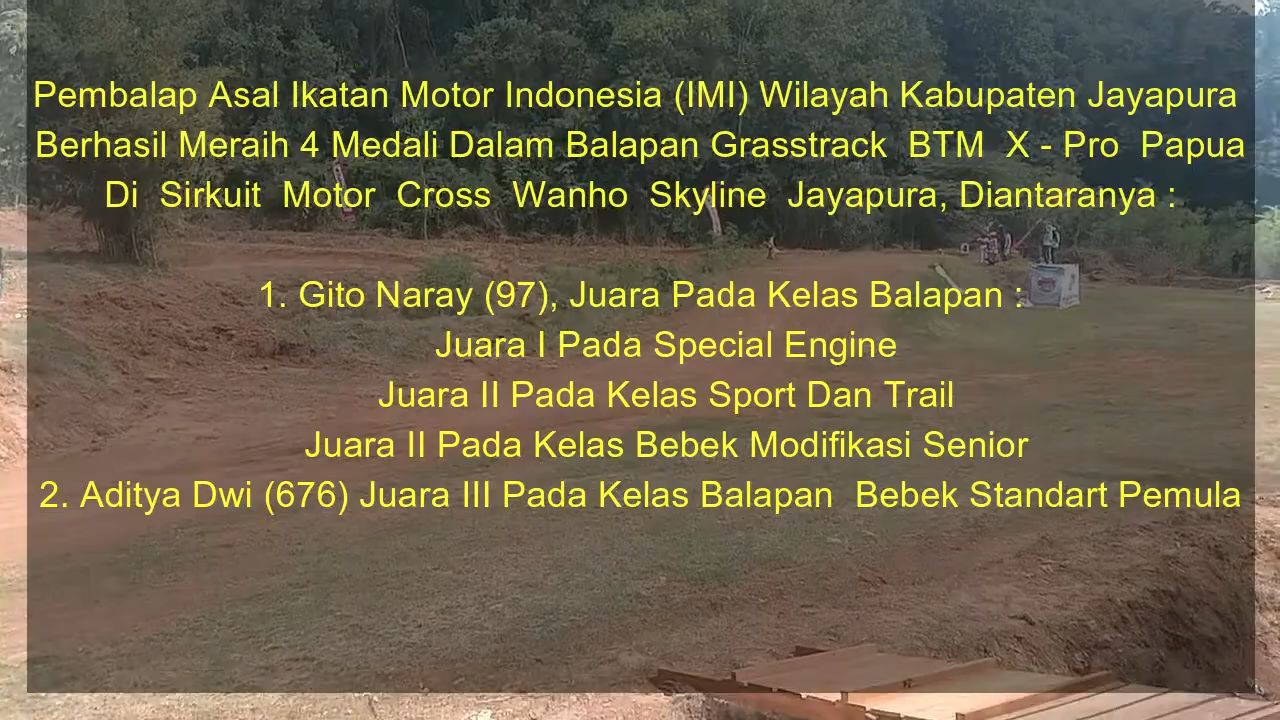 Pembalap Asal Ikatan Motor Indonesia (IMI) Wilayah Kabupaten Jayapura
Berhasil Meraih 4 Medali Dalam Balapan Grasstrack BTM X - Pro Papua
Di Sirkuit Motor Cross Wanho Skyline Jayapura, Diantaranya :
1. Gito Naray (97), Juara Pada Kelas Balapan :
Juara I Pada Special Engine
Juara II Pada Kelas Sport Dan Trail
Juara II Pada Kelas Bebek Modifikasi Senior
2. Aditya Dwi (676) Juara III Pada Kelas Balapan Bebek Standart Pemula